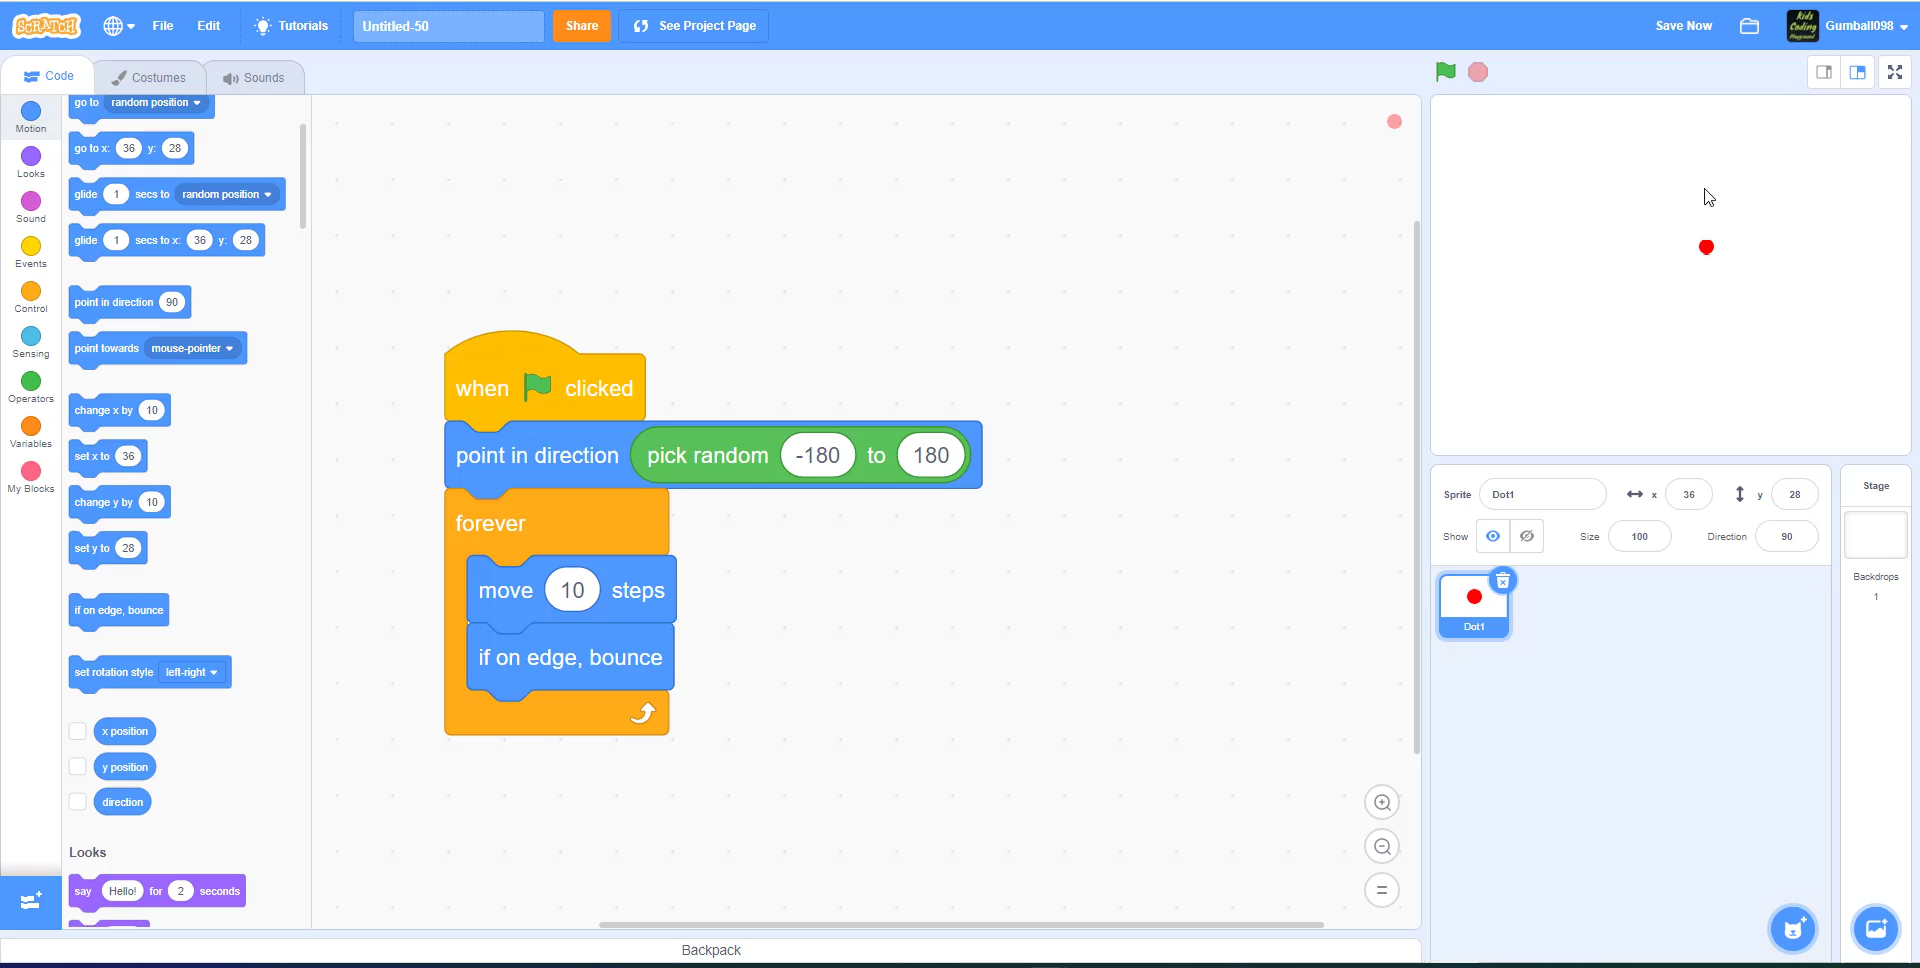 SCRATCH File Edit Tutorials Untitled-50 Share See Project Page Save Now Kids Coding Playground Gumball098
Code Costumes Sounds
Motion
Looks
Sound
Events
Control
Sensing
Operators
Variables
My Blocks
go to random position
go to x: 36 y: 28
glide 1 secs to random position
glide 1 secs to x: 36 y: 28
point in direction 90
point towards mouse-pointer
change x by 10
set x to 36
change y by 10
set y to 28
if on edge, bounce
set rotation style left-right
x position
y position
direction
Looks
say Hello! for 2 seconds
when clicked
point in direction pick random -180 to 180
forever
move 10 steps
if on edge, bounce
Backpack
Sprite Dot1 x 36 y 28
Show Size 100 Direction 90
Dot1
Stage
Backdrops
1